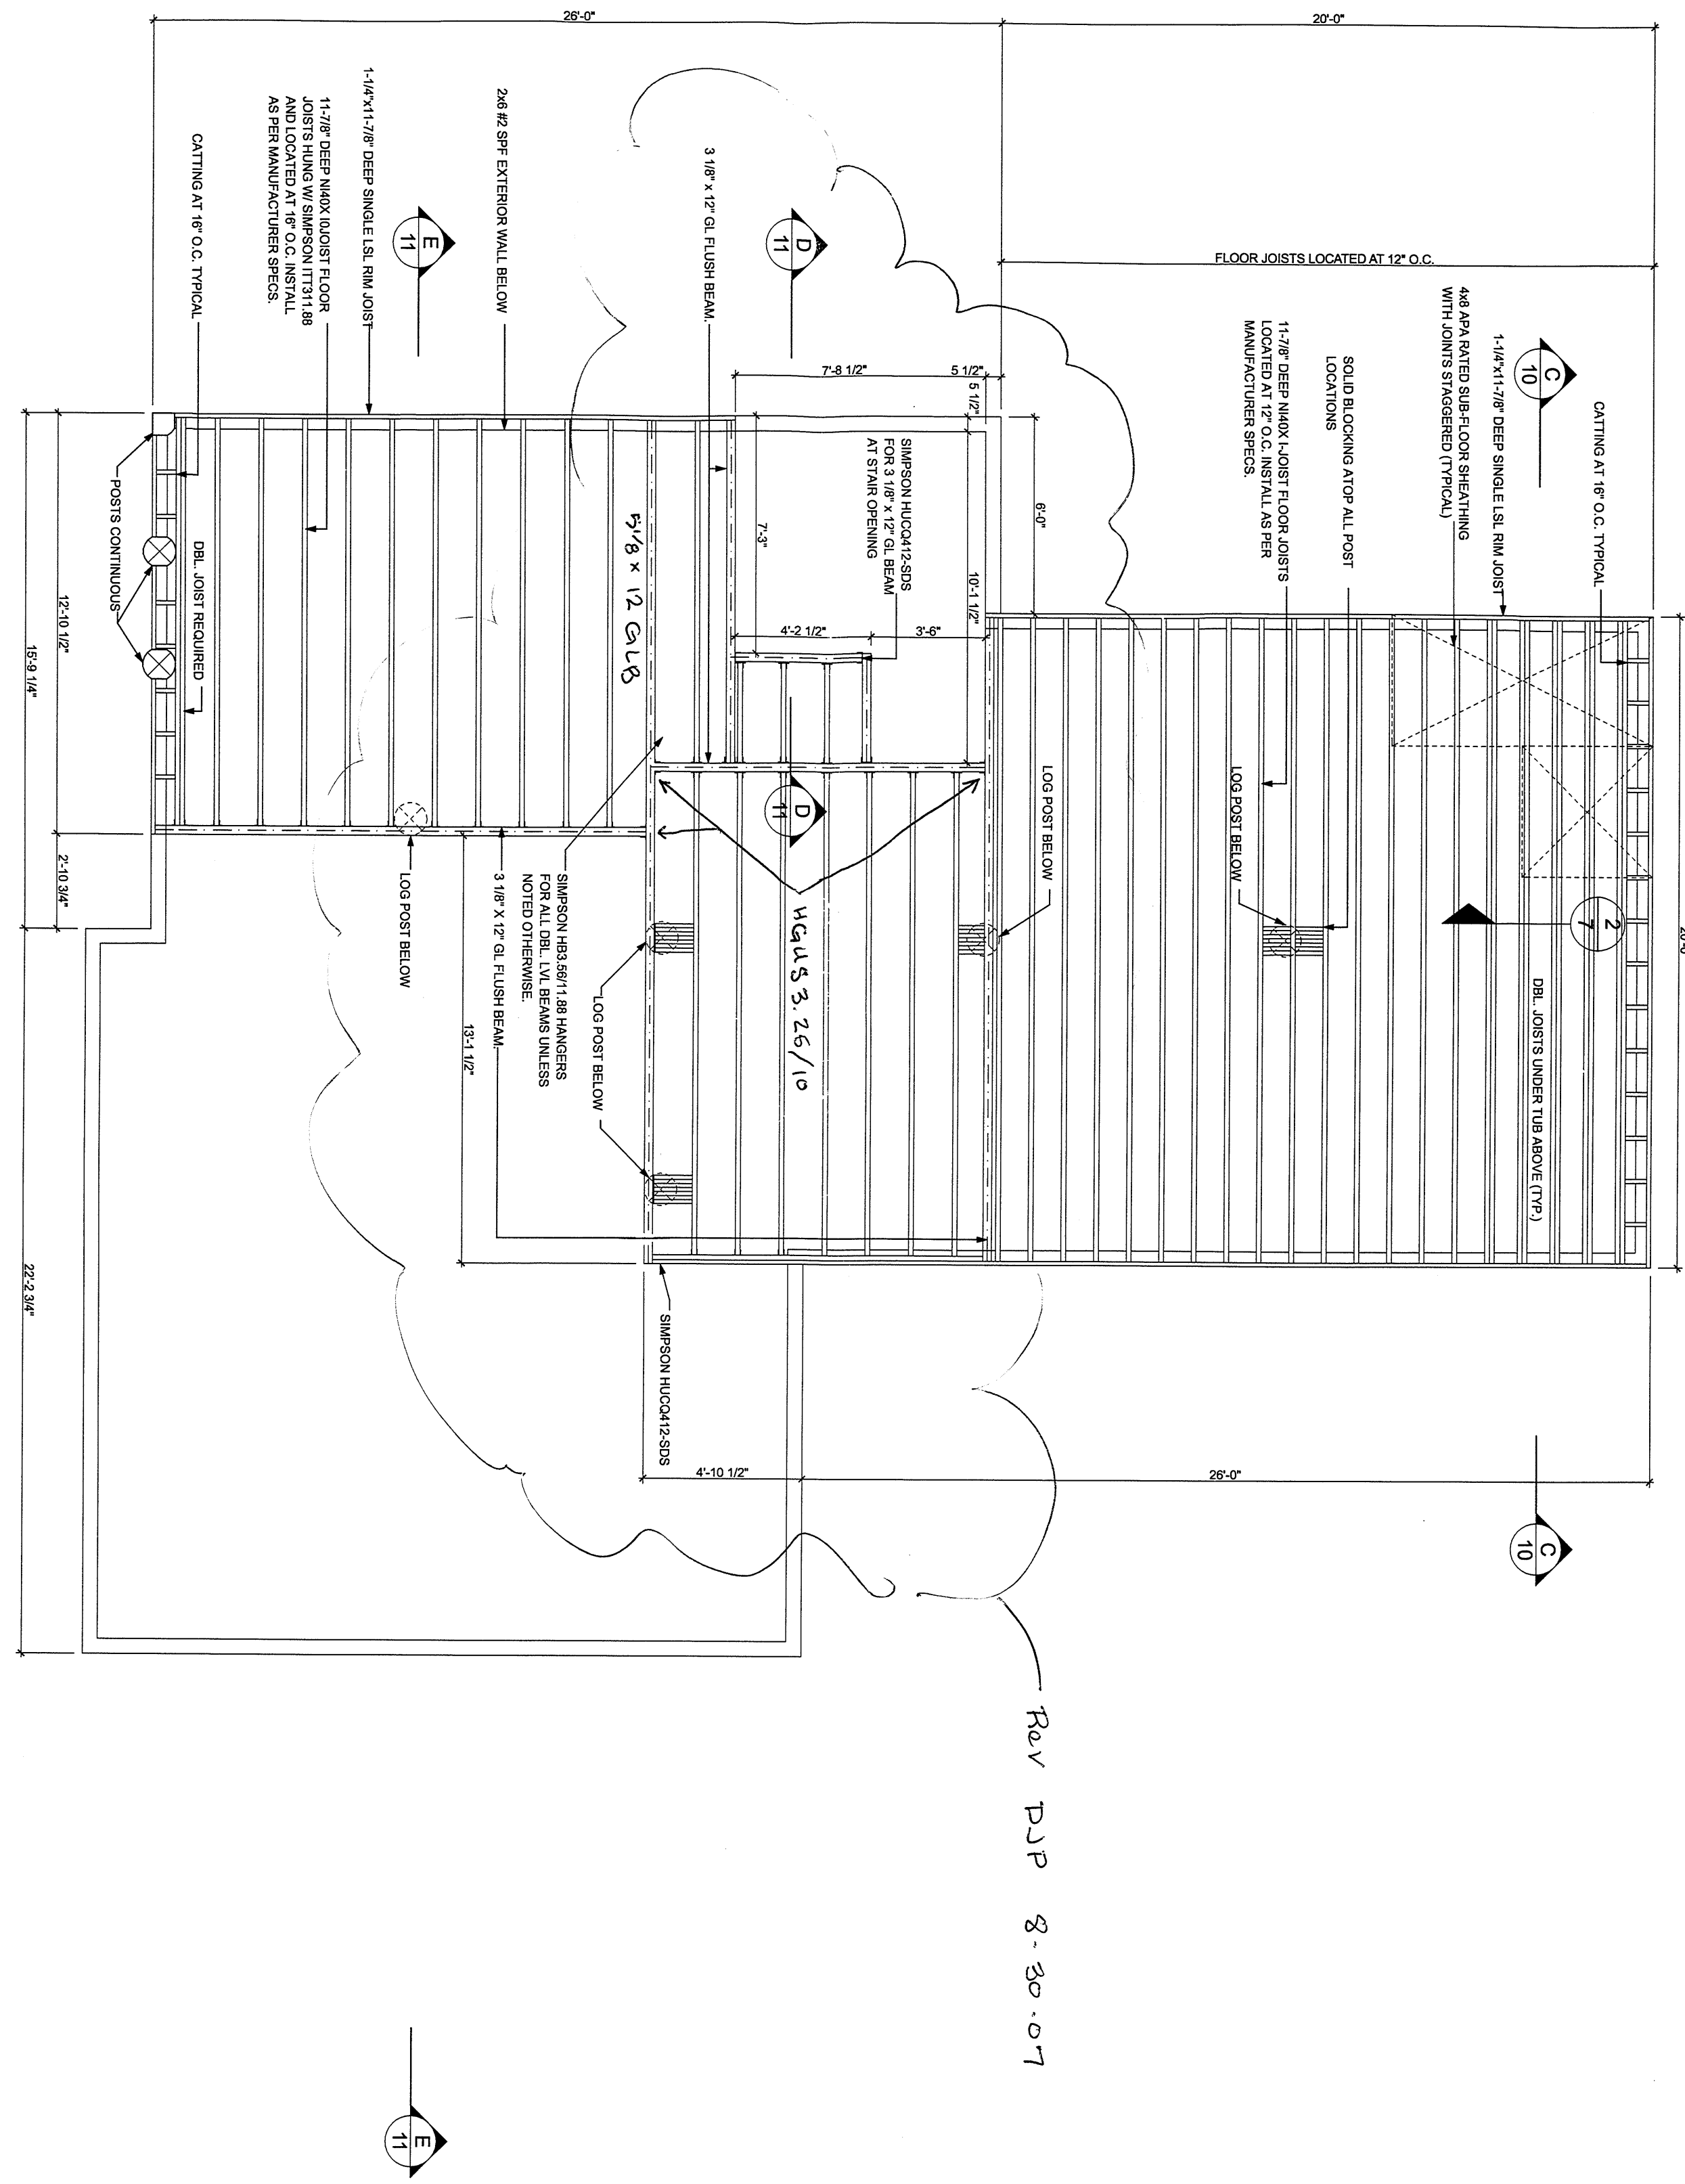 26'-0"
20'-0"
FLOOR JOISTS LOCATED AT 12" O.C.
CATTING AT 16" O.C. TYPICAL
1-1/4"x11-7/8" DEEP SINGLE LSL RIM JOIST
4x8 APA RATED SUB-FLOOR SHEATHING
WITH JOINTS STAGGERED (TYPICAL)
C
10
SOLID BLOCKING ATOP ALL POST
LOCATIONS
11-7/8" DEEP NI40X I-JOIST FLOOR JOISTS
LOCATED AT 12" O.C. INSTALL AS PER
MANUFACTURER SPECS.
D
11
3 1/8" x 12" GL FLUSH BEAM.
2x6 #2 SPF EXTERIOR WALL BELOW
E
11
1-1/4"x11-7/8" DEEP SINGLE LSL RIM JOIST
11-7/8" DEEP NI40X I0JOIST FLOOR
JOISTS HUNG W/ SIMPSON ITT311.88
AND LOCATED AT 16" O.C. INSTALL
AS PER MANUFACTURER SPECS.
CATTING AT 16" O.C. TYPICAL
7'-8 1/2"
5 1/2"
5 1/2"
6'-0"
10'-1 1/2"
7'-3"
SIMPSON HUCQ412-SDS
FOR 3 1/8" x 12" GL BEAM
AT STAIR OPENING
4'-2 1/2"
3'-6"
5 1/8 x 12 GLB
POSTS CONTINUOUS
DBL. JOIST REQUIRED
12'-10 1/2"
15'-9 1/4"
2'-10 3/4"
22'-2 3/4"
LOG POST BELOW
LOG POST BELOW
D
11
2
7
DBL. JOISTS UNDER TUB ABOVE (TYP.)
HGUS 3.25/10
LOG POST BELOW
SIMPSON HB3.56/11.88 HANGERS
FOR ALL DBL. LVL BEAMS UNLESS
NOTED OTHERWISE.
3 1/8" X 12" GL FLUSH BEAM.
LOG POST BELOW
13'-1 1/2"
SIMPSON HUCQ412-SDS
4'-10 1/2"
26'-0"
C
10
Rev DJP 8-30-07
E
11